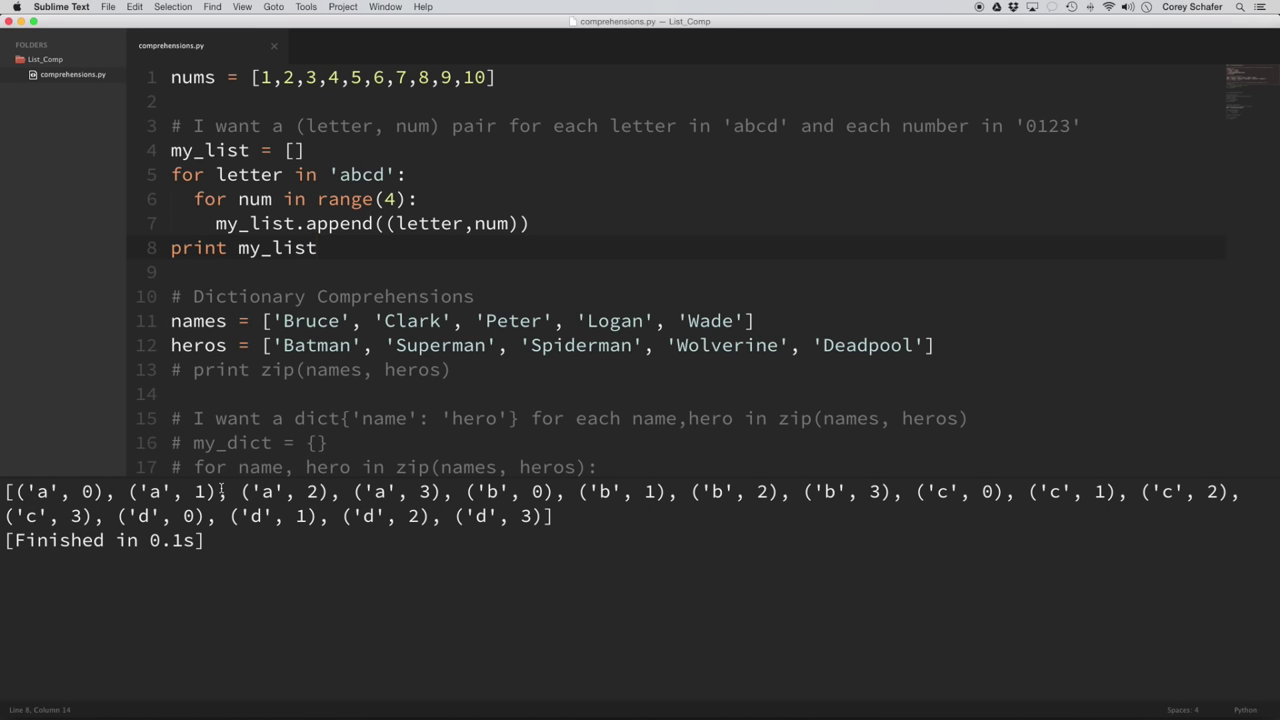 Sublime Text File Edit Selection Find View Goto Tools Project Window Help Corey Schafer
comprehensions.py — List_Comp
FOLDERS
List_Comp
comprehensions.py
comprehensions.py ×
1 nums = [1,2,3,4,5,6,7,8,9,10]
2
3 # I want a (letter, num) pair for each letter in 'abcd' and each number in '0123'
4 my_list = []
5 for letter in 'abcd':
6 for num in range(4):
7 my_list.append((letter,num))
8 print my_list
9
10 # Dictionary Comprehensions
11 names = ['Bruce', 'Clark', 'Peter', 'Logan', 'Wade']
12 heros = ['Batman', 'Superman', 'Spiderman', 'Wolverine', 'Deadpool']
13 # print zip(names, heros)
14
15 # I want a dict{'name': 'hero'} for each name,hero in zip(names, heros)
16 # my_dict = {}
17 # for name, hero in zip(names, heros):
[('a', 0), ('a', 1), ('a', 2), ('a', 3), ('b', 0), ('b', 1), ('b', 2), ('b', 3), ('c', 0), ('c', 1), ('c', 2),
('c', 3), ('d', 0), ('d', 1), ('d', 2), ('d', 3)]
[Finished in 0.1s]
Line 8, Column 14 Spaces: 4 Python